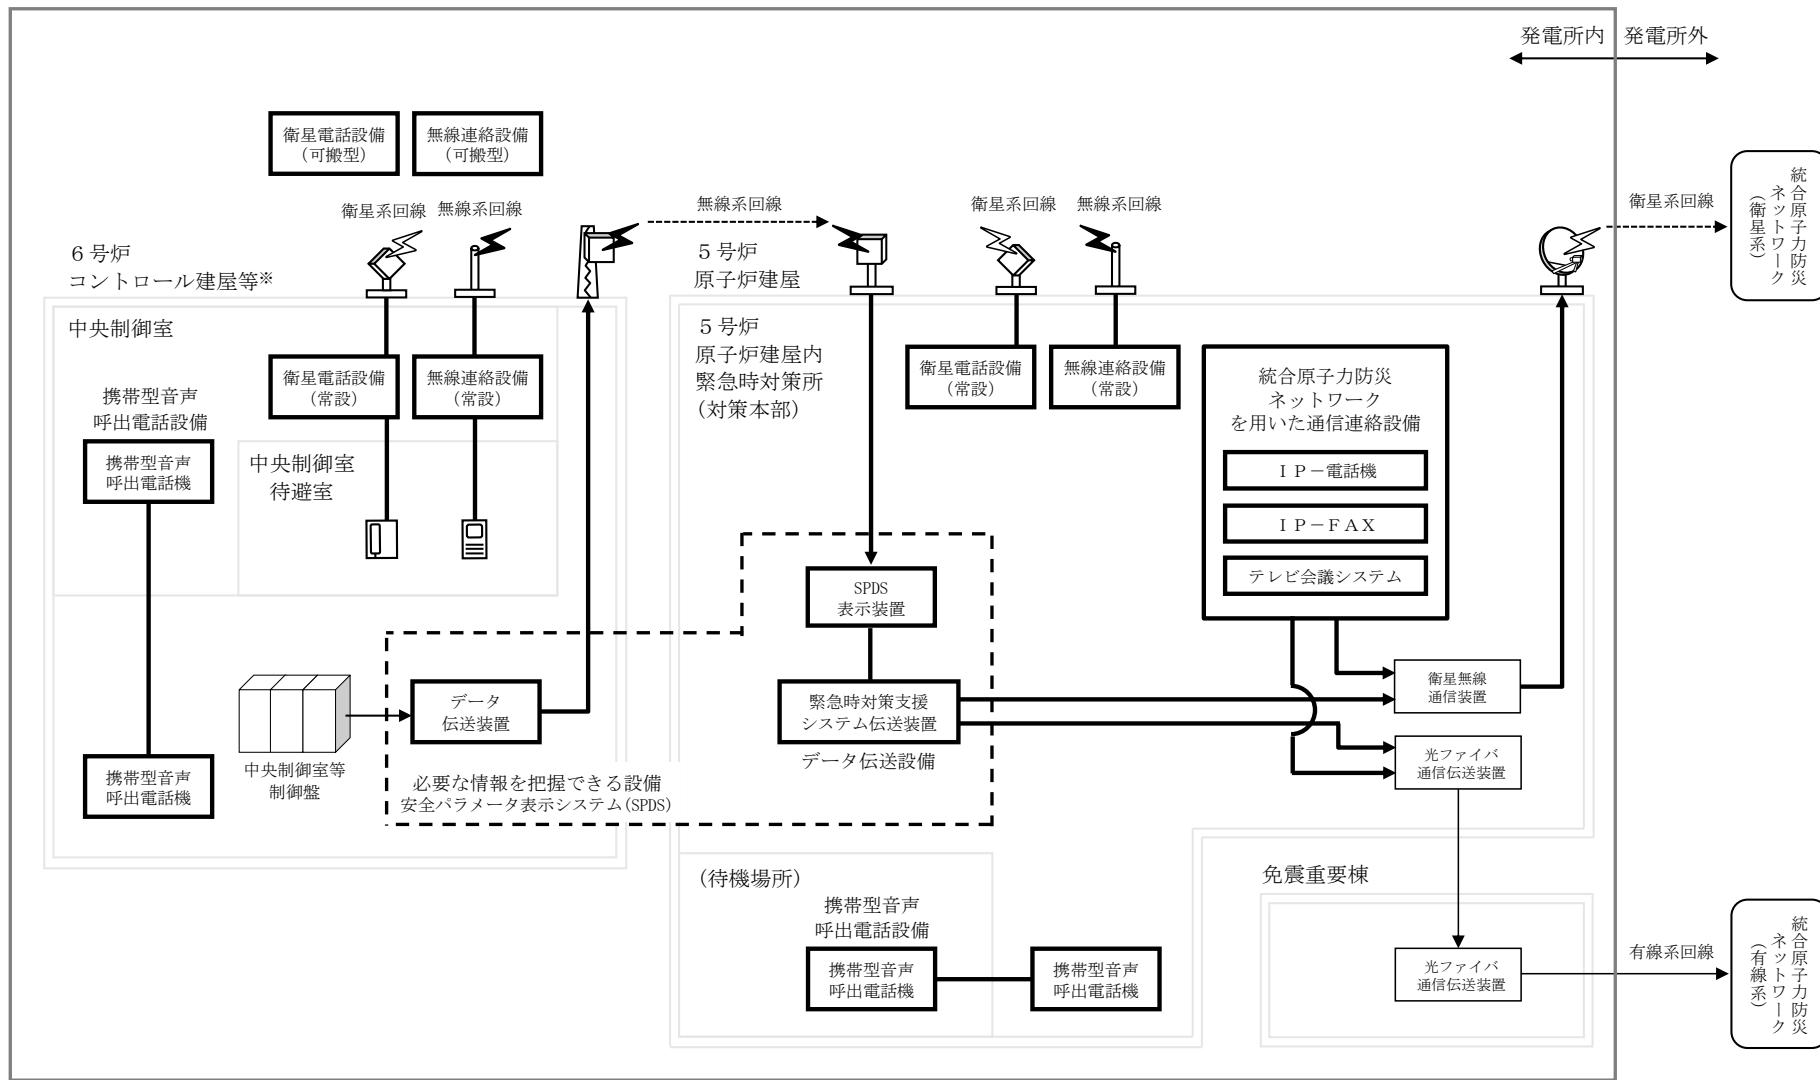 発電所内
発電所外
衛星電話設備
（可搬型）
無線連絡設備
（可搬型）
衛星系回線
無線系回線
無線系回線
衛星系回線
無線系回線
衛星系回線
統合原子力防災
ネットワーク
（衛星系）
６号炉
コントロール建屋等※
５号炉
原子炉建屋
中央制御室
衛星電話設備
（常設）
無線連絡設備
（常設）
携帯型音声
呼出電話設備
携帯型音声
呼出電話機
中央制御室
待避室
５号炉
原子炉建屋内
緊急時対策所
（対策本部）
衛星電話設備
（常設）
無線連絡設備
（常設）
統合原子力防災
ネットワーク
を用いた通信連絡設備
ＩＰ－電話機
ＩＰ－ＦＡＸ
テレビ会議システム
SPDS
表示装置
データ
伝送装置
緊急時対策支援
システム伝送装置
データ伝送設備
衛星無線
通信装置
光ファイバ
通信伝送装置
中央制御室等
制御盤
携帯型音声
呼出電話機
必要な情報を把握できる設備
安全パラメータ表示システム(SPDS)
（待機場所）
携帯型音声
呼出電話設備
携帯型音声
呼出電話機
携帯型音声
呼出電話機
免震重要棟
光ファイバ
通信伝送装置
有線系回線
統合原子力防災
ネットワーク
（有線系）